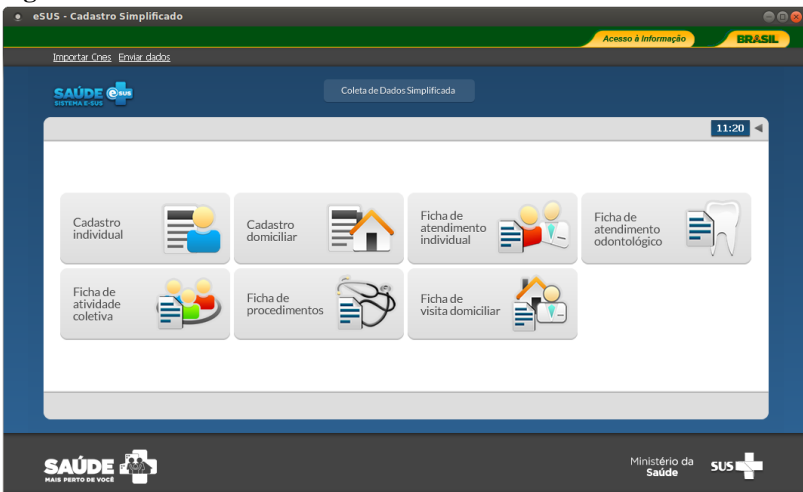 eSUS - Cadastro Simplificado
Acesso à Informação
BRASIL
Importar Cnes Enviar dados
SAÚDE e-SUS
SISTEMA E-SUS
Coleta de Dados Simplificada
11:20
Cadastro
individual
Cadastro
domiciliar
Ficha de
atendimento
individual
Ficha de
atendimento
odontológico
Ficha de
atividade
coletiva
Ficha de
procedimentos
Ficha de
visita domiciliar
SAÚDE
MAIS PERTO DE VOCÊ
Ministério da
Saúde
SUS